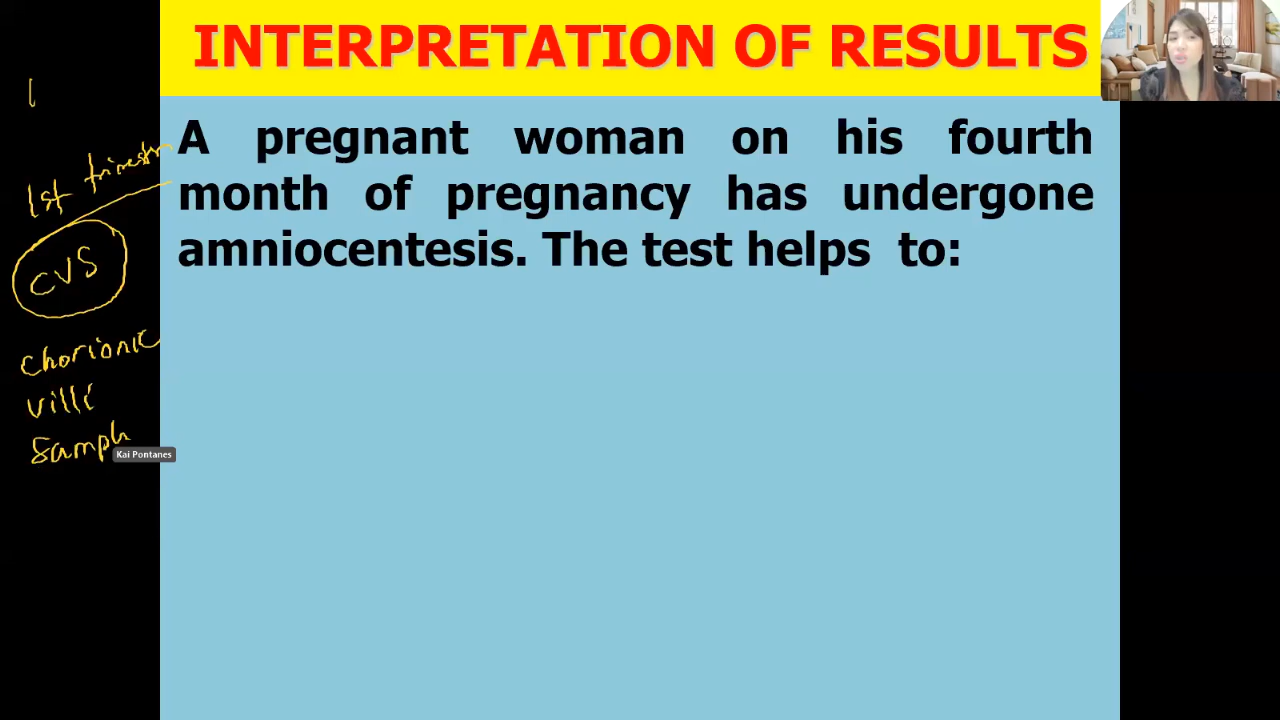 INTERPRETATION OF RESULTS
A pregnant woman on his fourth
month of pregnancy has undergone
amniocentesis. The test helps to:
1st trimester
CVS
chorionic
villi
Sampl
Kai Pontanes